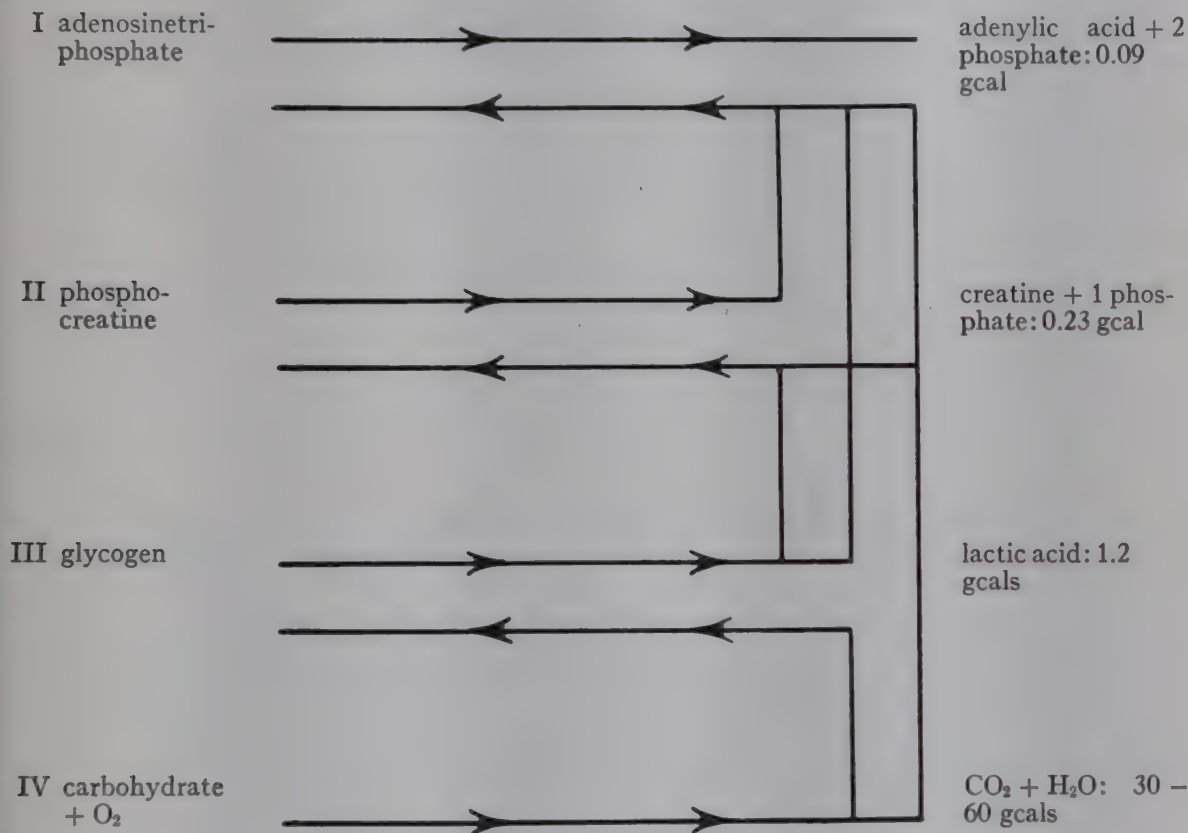 I adenosinetri-
phosphate
adenylic acid + 2
phosphate: 0.09
gcal
II phospho-
creatine
creatine + 1 phos-
phate: 0.23 gcal
III glycogen
lactic acid: 1.2
gcals
IV carbohydrate
+ O₂
CO₂ + H₂O: 30 –
60 gcals